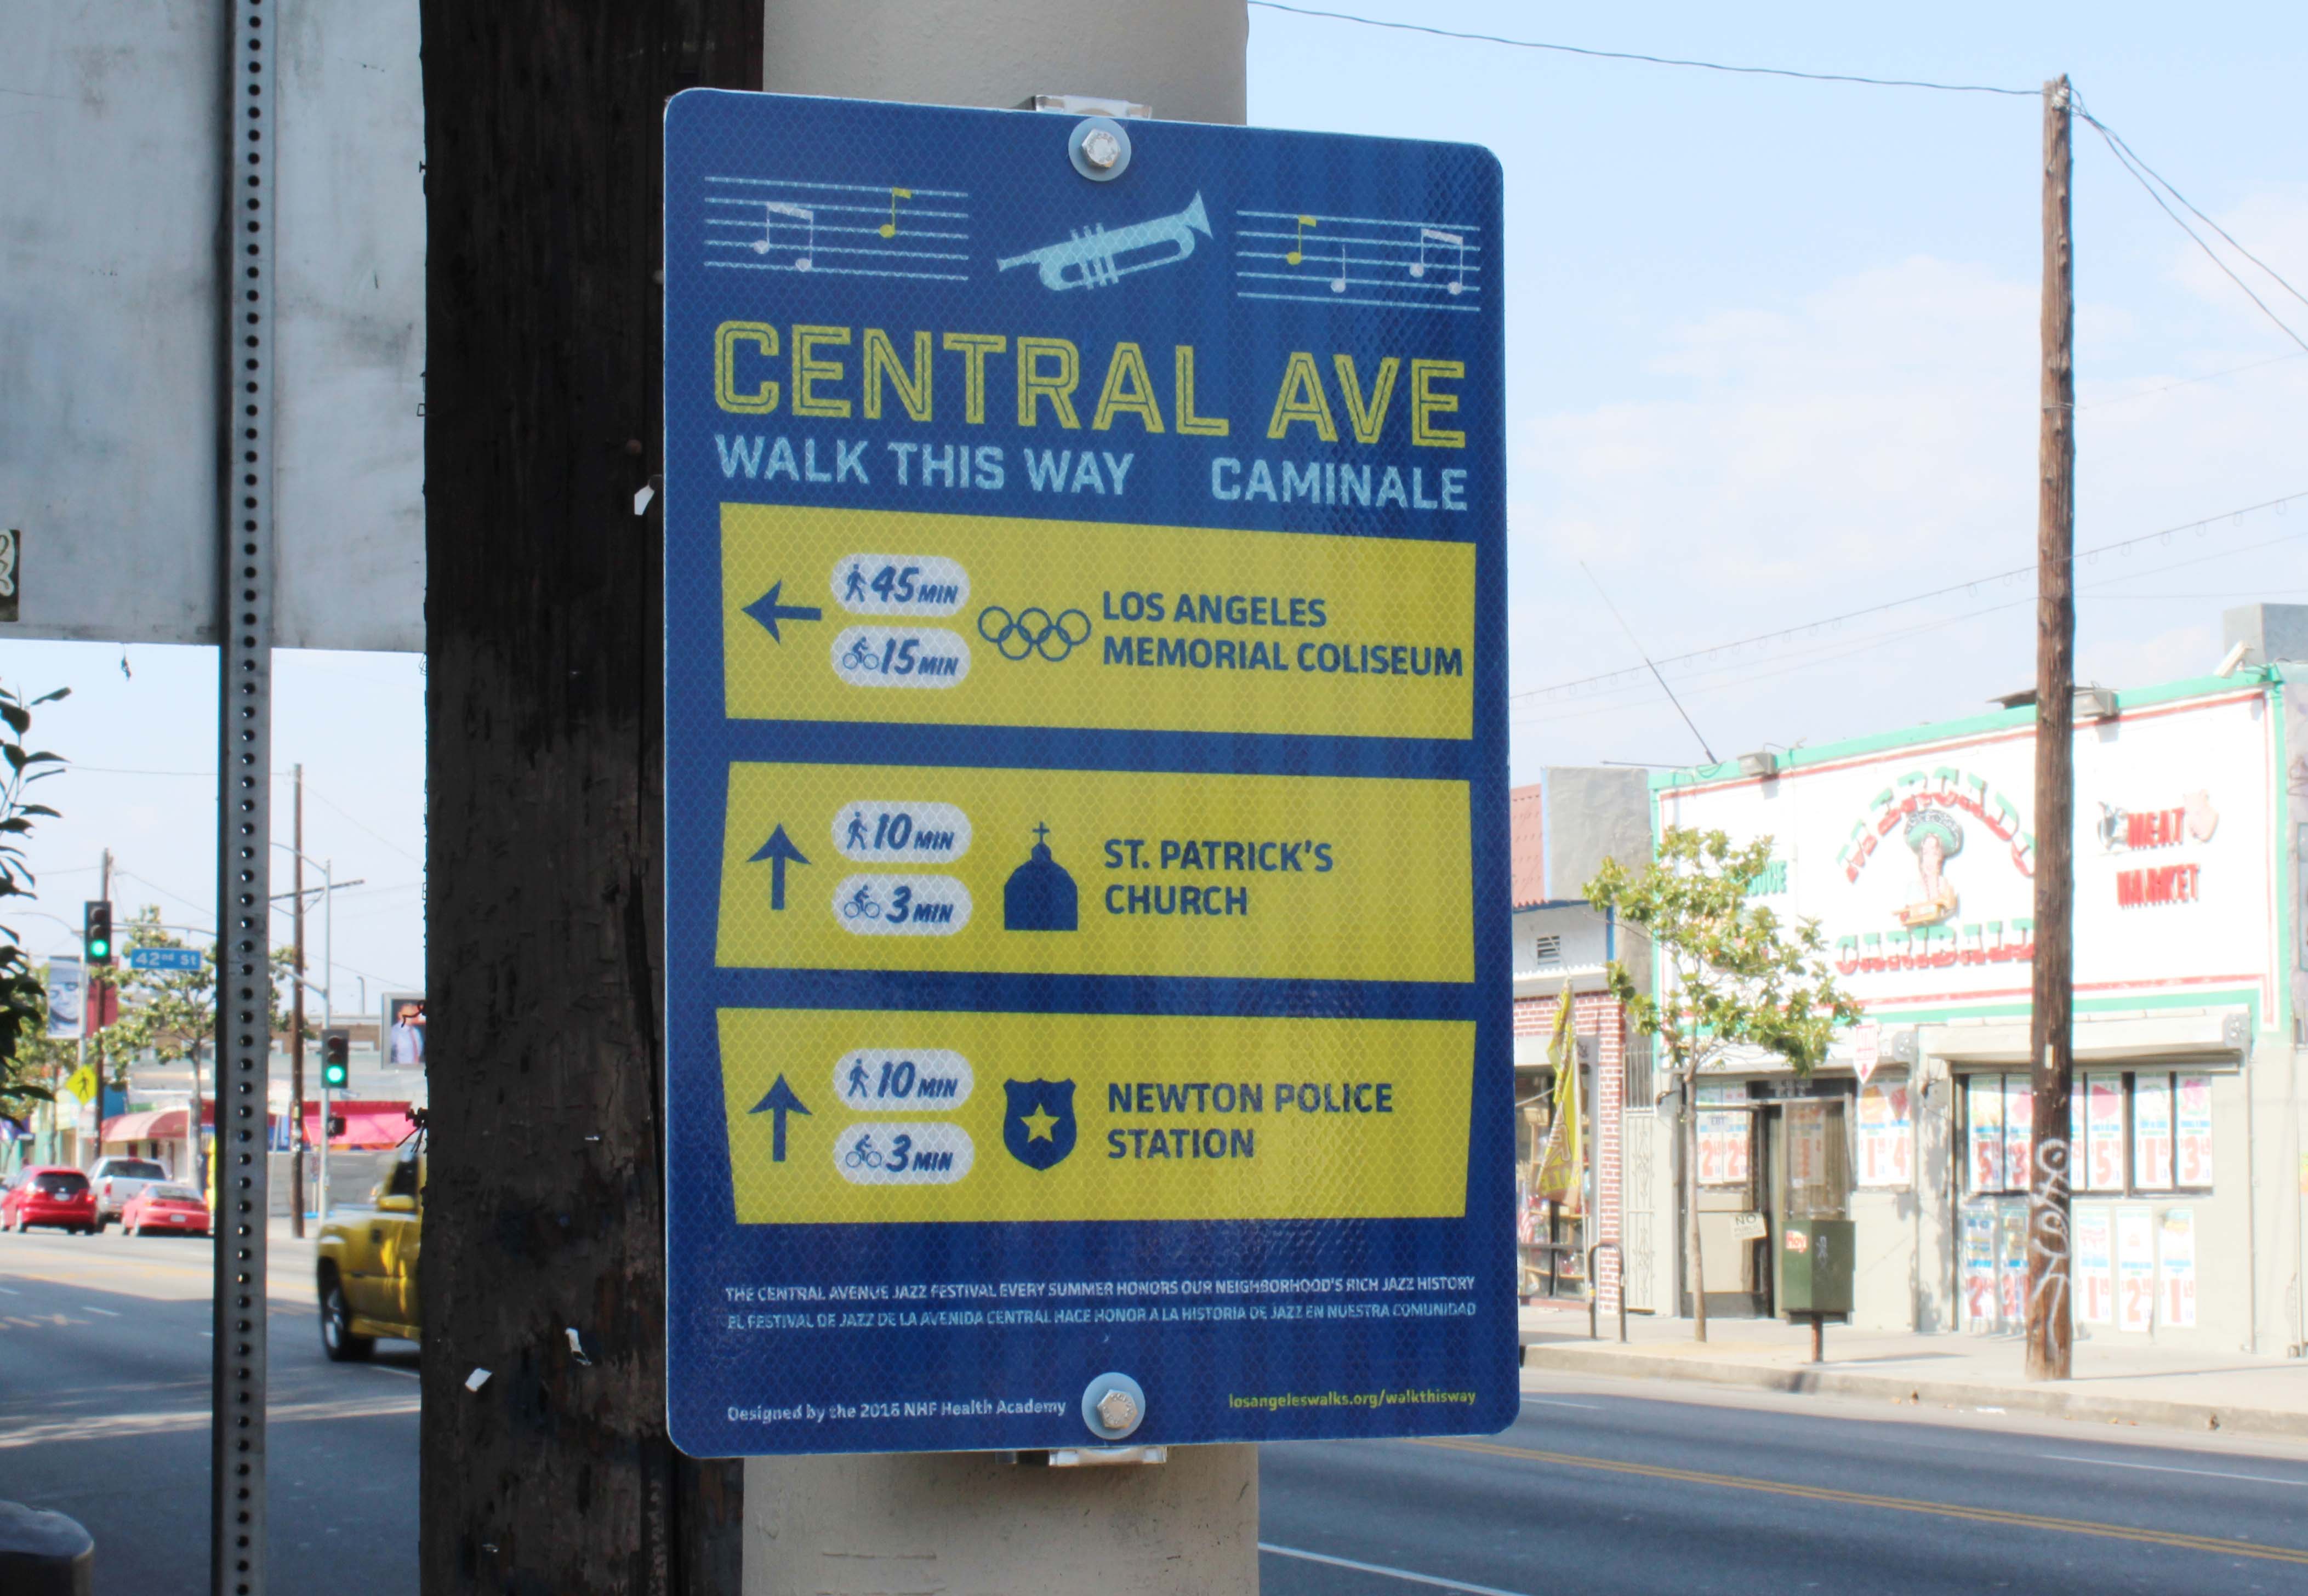 CENTRAL AVE
WALK THIS WAY CAMINALE
45 MIN
15 MIN
LOS ANGELES
MEMORIAL COLISEUM
10 MIN
3 MIN
ST. PATRICK'S
CHURCH
10 MIN
3 MIN
NEWTON POLICE
STATION
THE CENTRAL AVENUE JAZZ FESTIVAL EVERY SUMMER HONORS OUR NEIGHBORHOOD'S RICH JAZZ HISTORY
EL FESTIVAL DE JAZZ DE LA AVENIDA CENTRAL HACE HONOR A LA HISTORIA DE JAZZ EN NUESTRA COMUNIDAD
Designed by the 2016 NHF Health Academy
losangeleswalks.org/walkthisway
42nd St
MERCADO
MEAT
MARKET
NO